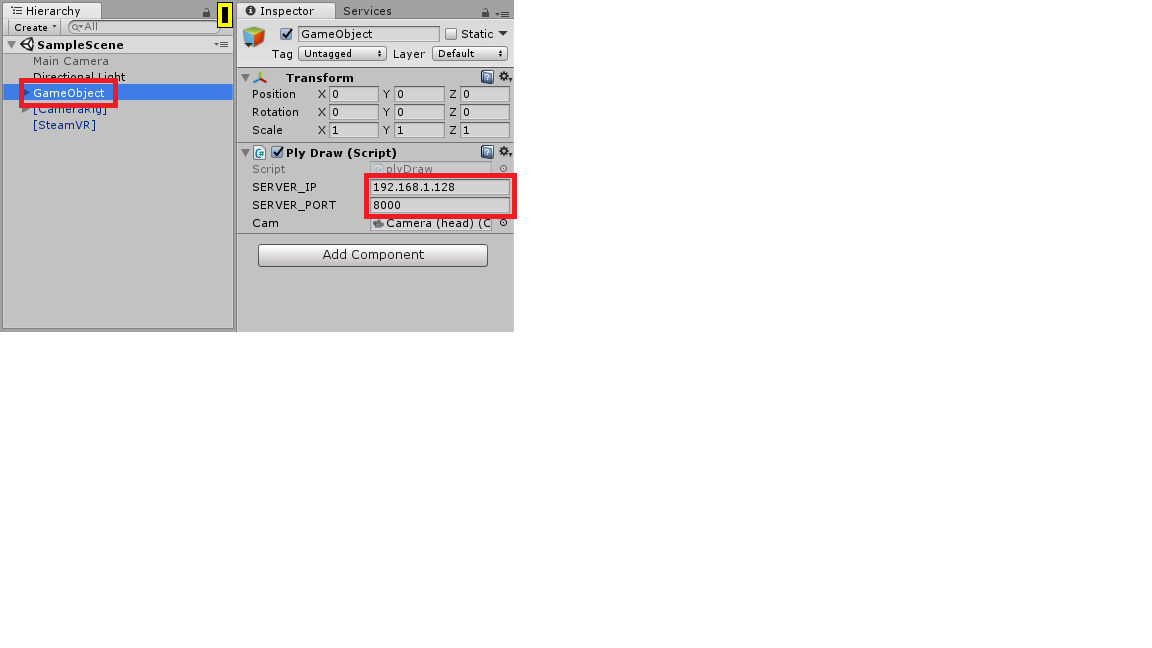 Hierarchy
Create
All
SampleScene
Main Camera
Directional Light
GameObject
[CameraRig]
[SteamVR]
Inspector
Services
GameObject
Static
Tag
Untagged
Layer
Default
Transform
Position X 0 Y 0 Z 0
Rotation X 0 Y 0 Z 0
Scale X 1 Y 1 Z 1
C#
Ply Draw (Script)
Script plyDraw
SERVER_IP 192.168.1.128
SERVER_PORT 8000
Cam Camera (head) (C
Add Component